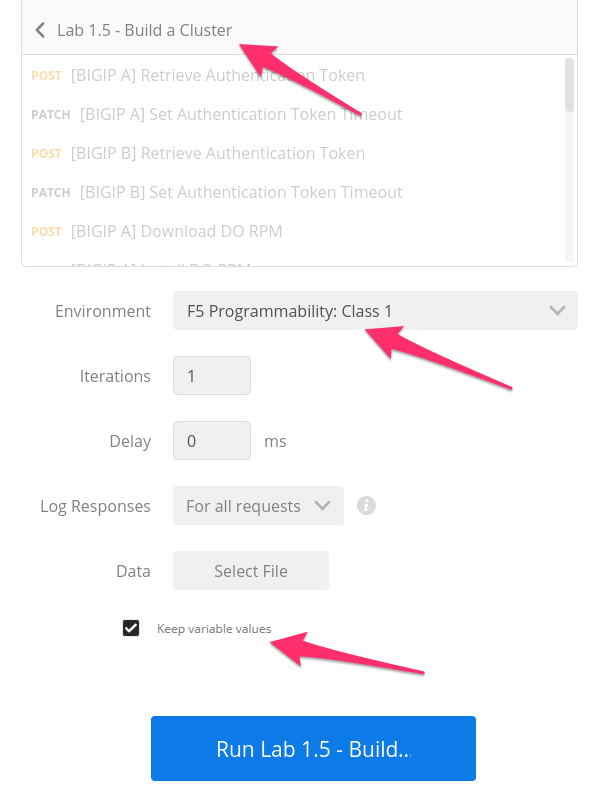 Lab 1.5 - Build a Cluster
POST [BIGIP A] Retrieve Authentication Token
PATCH [BIGIP A] Set Authentication Token Timeout
POST [BIGIP B] Retrieve Authentication Token
PATCH [BIGIP B] Set Authentication Token Timeout
POST [BIGIP A] Download DO RPM
Environment F5 Programmability: Class 1
Iterations 1
Delay 0 ms
Log Responses For all requests i
Data Select File
Keep variable values
Run Lab 1.5 - Build...